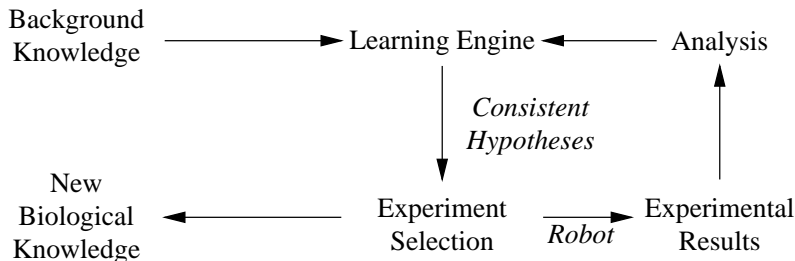 Background
Knowledge
Learning Engine
Analysis
Consistent
Hypotheses
New
Biological
Knowledge
Experiment
Selection
Robot
Experimental
Results